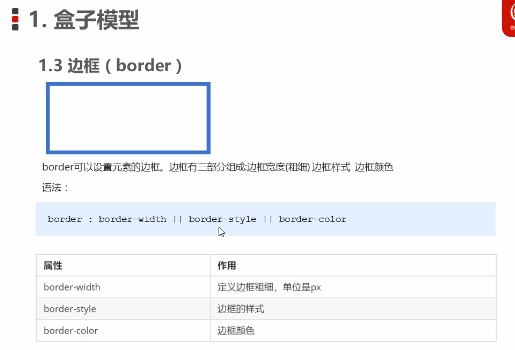 1. 盒子模型
1.3 边框（border）
border可以设置元素的边框。边框有三部分组成:边框宽度(粗细) 边框样式 边框颜色
语法：
border : border-width || border-style || border-color
属性 作用
border-width 定义边框粗细，单位是px
border-style 边框的样式
border-color 边框颜色